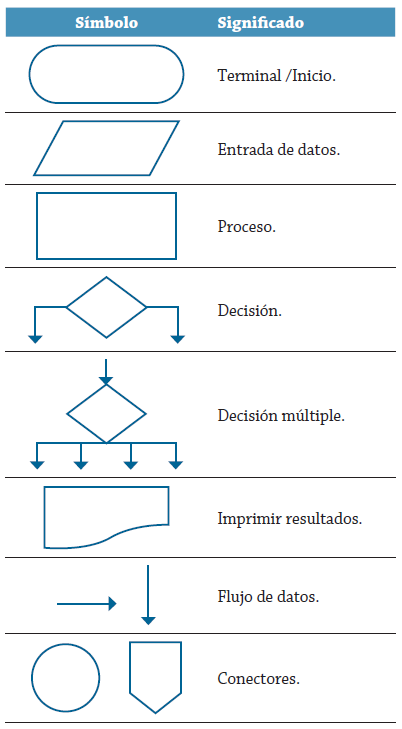 Símbolo Significado
Terminal /Inicio.
Entrada de datos.
Proceso.
Decisión.
Decisión múltiple.
Imprimir resultados.
Flujo de datos.
Conectores.